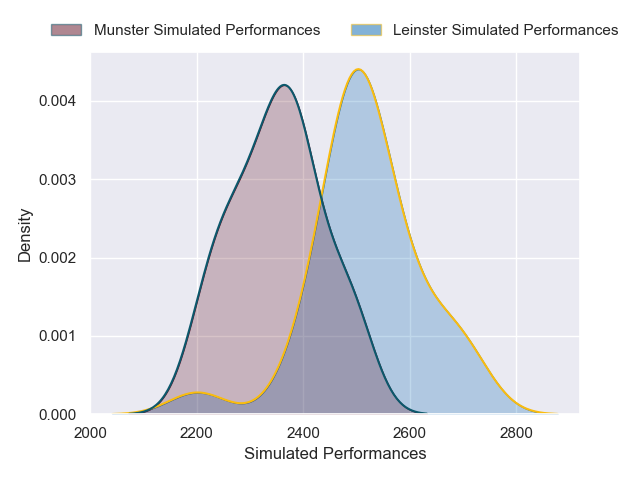 Munster Simulated Performances Leinster Simulated Performances
0.004
0.003
0.002
0.001
0.000
Density
2000 2200 2400 2600 2800
Simulated Performances